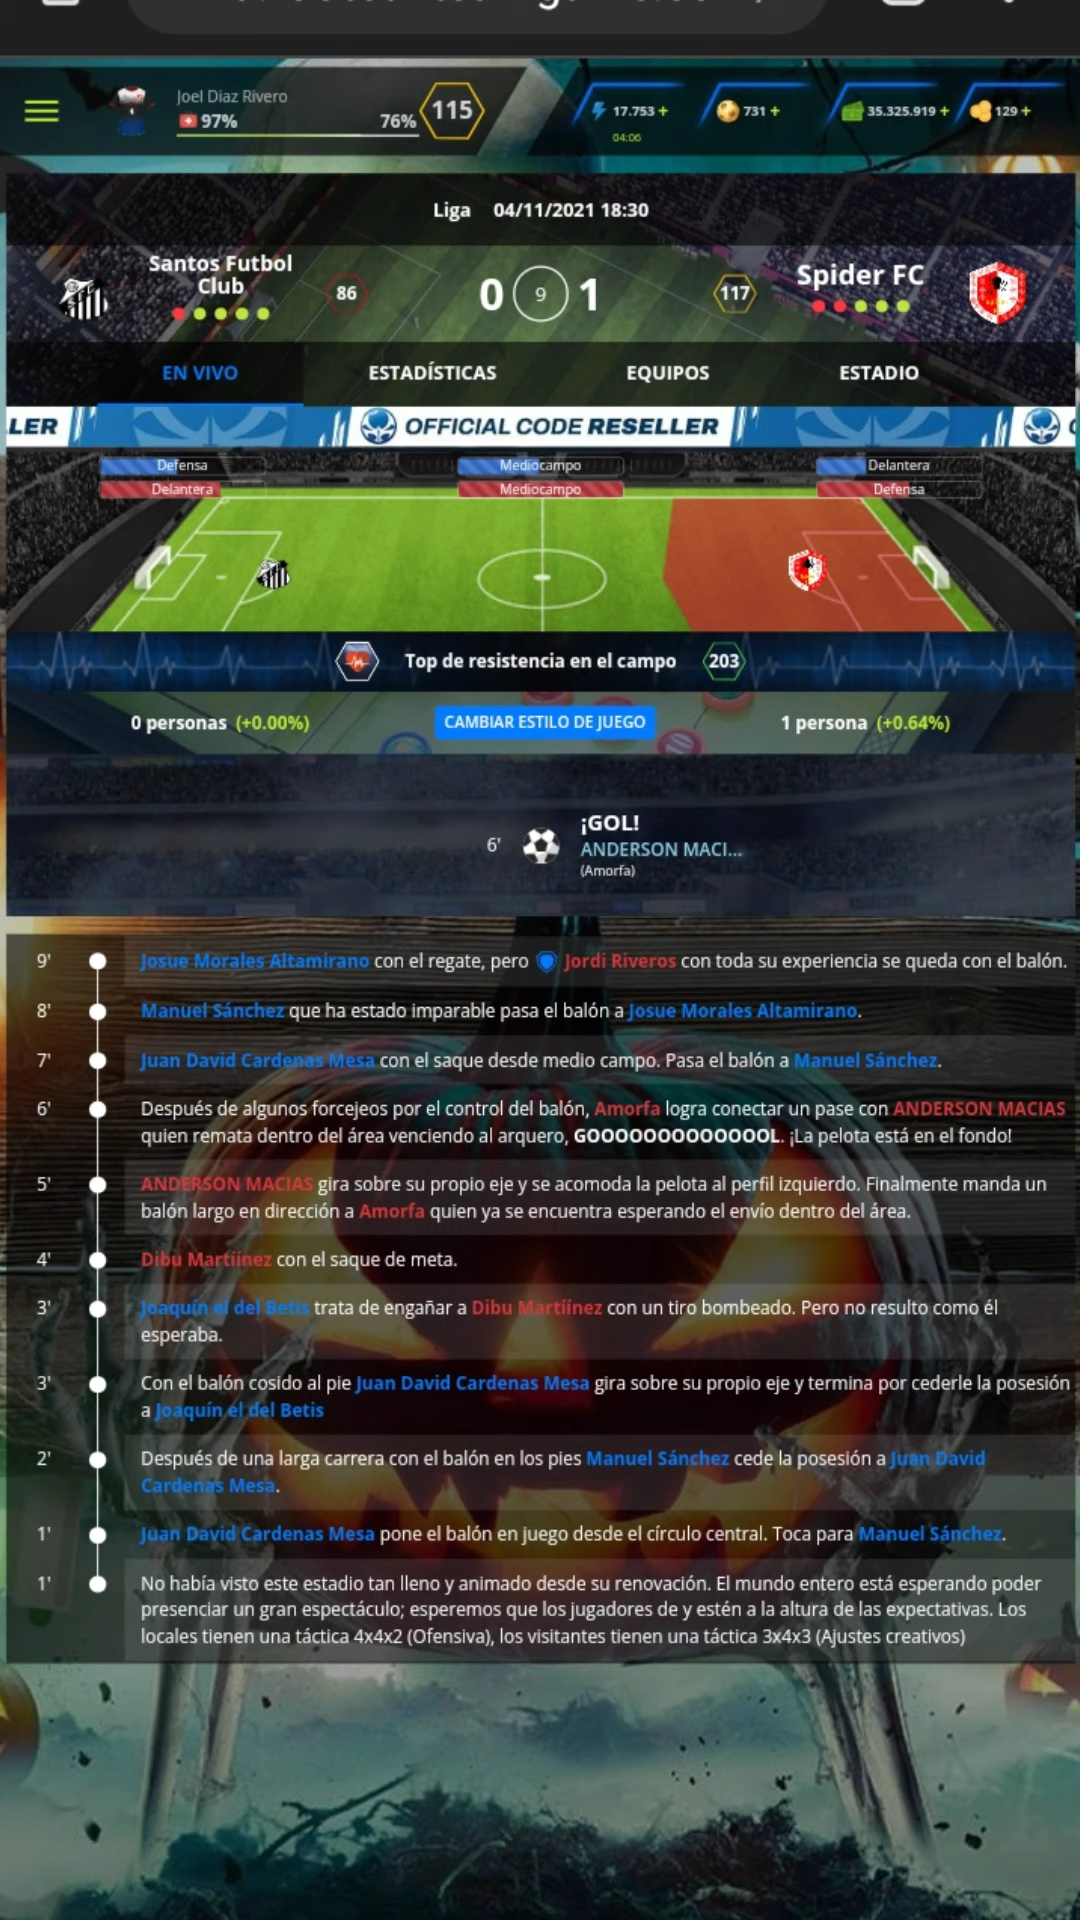 Joel Diaz Rivero
97%
76%
115
17.753 +
04:06
731 +
35.325.919 +
129 +
Liga 04/11/2021 18:30
Santos Futbol
Club
86
0 9 1
117
Spider FC
EN VIVO
ESTADÍSTICAS
EQUIPOS
ESTADIO
LER
OFFICIAL CODE RESELLER
Defensa
Mediocampo
Delantera
Delantera
Mediocampo
Defensa
Top de resistencia en el campo 203
0 personas (+0.00%)
CAMBIAR ESTILO DE JUEGO
1 persona (+0.64%)
6'
¡GOL!
ANDERSON MACI...
(Amorfa)
9' Josue Morales Altamirano con el regate, pero Jordi Riveros con toda su experiencia se queda con el balón.
8' Manuel Sánchez que ha estado imparable pasa el balón a Josue Morales Altamirano.
7' Juan David Cardenas Mesa con el saque desde medio campo. Pasa el balón a Manuel Sánchez.
6' Después de algunos forcejeos por el control del balón, Amorfa logra conectar un pase con ANDERSON MACIAS
quien remata dentro del área venciendo al arquero, GOOOOOOOOOOOOOL. ¡La pelota está en el fondo!
5' ANDERSON MACIAS gira sobre su propio eje y se acomoda la pelota al perfil izquierdo. Finalmente manda un
balón largo en dirección a Amorfa quien ya se encuentra esperando el envío dentro del área.
4' Dibu Martíínez con el saque de meta.
3' Joaquín el del Betis trata de engañar a Dibu Martíínez con un tiro bombeado. Pero no resulto como él
esperaba.
3' Con el balón cosido al pie Juan David Cardenas Mesa gira sobre su propio eje y termina por cederle la posesión
a Joaquín el del Betis
2' Después de una larga carrera con el balón en los pies Manuel Sánchez cede la posesión a Juan David
Cardenas Mesa.
1' Juan David Cardenas Mesa pone el balón en juego desde el círculo central. Toca para Manuel Sánchez.
1' No había visto este estadio tan lleno y animado desde su renovación. El mundo entero está esperando poder
presenciar un gran espectáculo; esperemos que los jugadores de y estén a la altura de las expectativas. Los
locales tienen una táctica 4x4x2 (Ofensiva), los visitantes tienen una táctica 3x4x3 (Ajustes creativos)